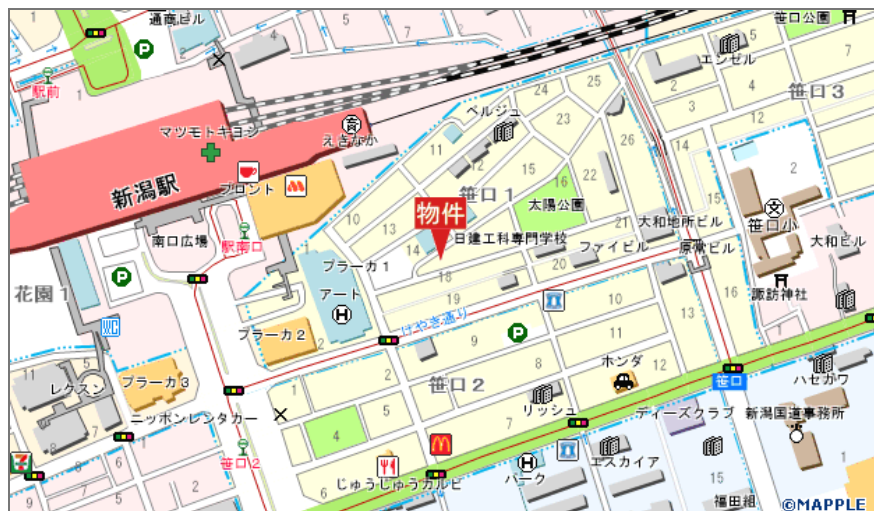 通商ビル
笹口公園
エンゼル
駅前
ベルジュ
笹口3
マツモトキヨシ
えきなか
新潟駅
フロント
笹口1
太陽公園
物件
笹口小
大和地所ビル
大和ビル
南口広場
駅南口
日建工科専門学校
ファイビル
原曾ビル
プラーカ1
花園1
アート
諏訪神社
けやき通り
WC
プラーカ2
ホンダ
笹口2
笹口
レクスン
プラーカ3
ハセガワ
ニッポンレンタカー
リッシュ
ディーズクラブ
新潟国道事務所
笹口2
エスカイア
じゅうじゅうカルビ
パーク
福田組
©MAPPLE